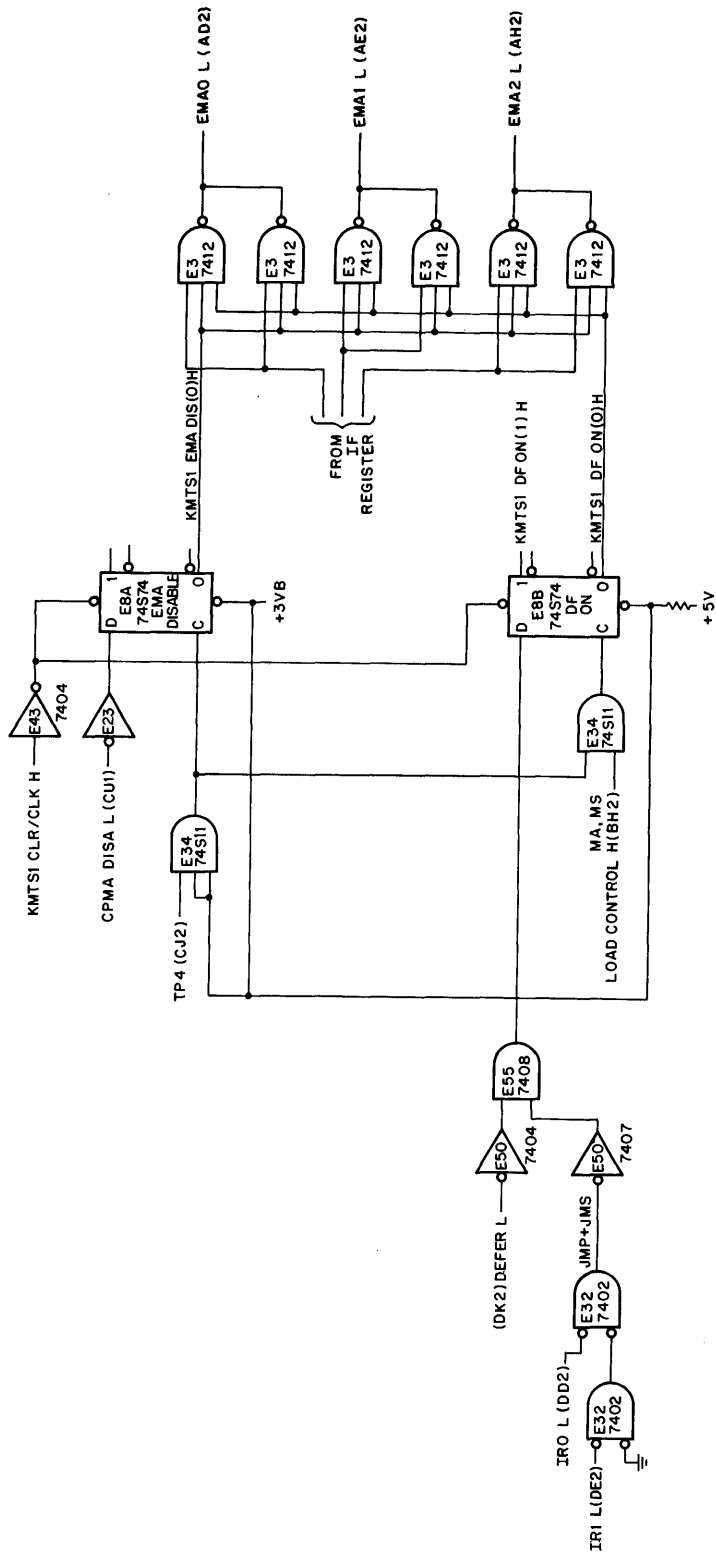 KMTS1 CLR/CLK H
E43
7404
CPMA DISA L (CU1)
E23
TP4 (CJ2)
E34
74S11
D
1
E8A
74S74
EMA
DISABLE
C
0
+3VB
KMTS1 EMA DIS(0)H
FROM
IF
REGISTER
E3
7412
E3
7412
EMA0 L (AD2)
E3
7412
E3
7412
EMA1 L (AE2)
E3
7412
E3
7412
EMA2 L (AH2)
(DK2) DEFER L
E50
7404
E55
7408
IR1 L(DE2)
E32
7402
IR0 L (DD2)
E32
7402
JMP+JMS
E50
7407
MA, MS
LOAD CONTROL H(BH2)
E34
74S11
D
1
E8B
74S74
DF
ON
C
0
KMTS1 DF ON(1) H
KMTS1 DF ON(0)H
+5V